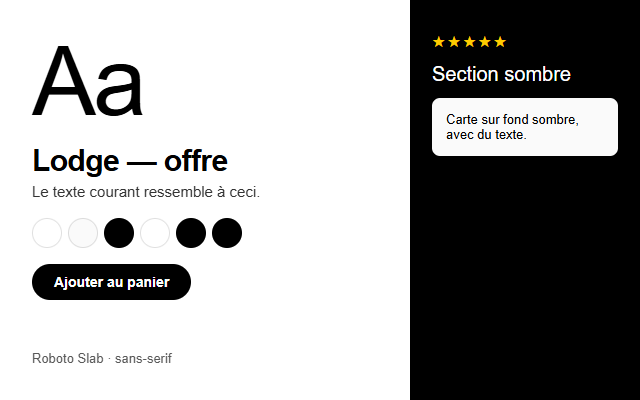 Aa
Lodge — offre
Le texte courant ressemble à ceci.
Ajouter au panier
Roboto Slab · sans-serif
Section sombre
Carte sur fond sombre,
avec du texte.